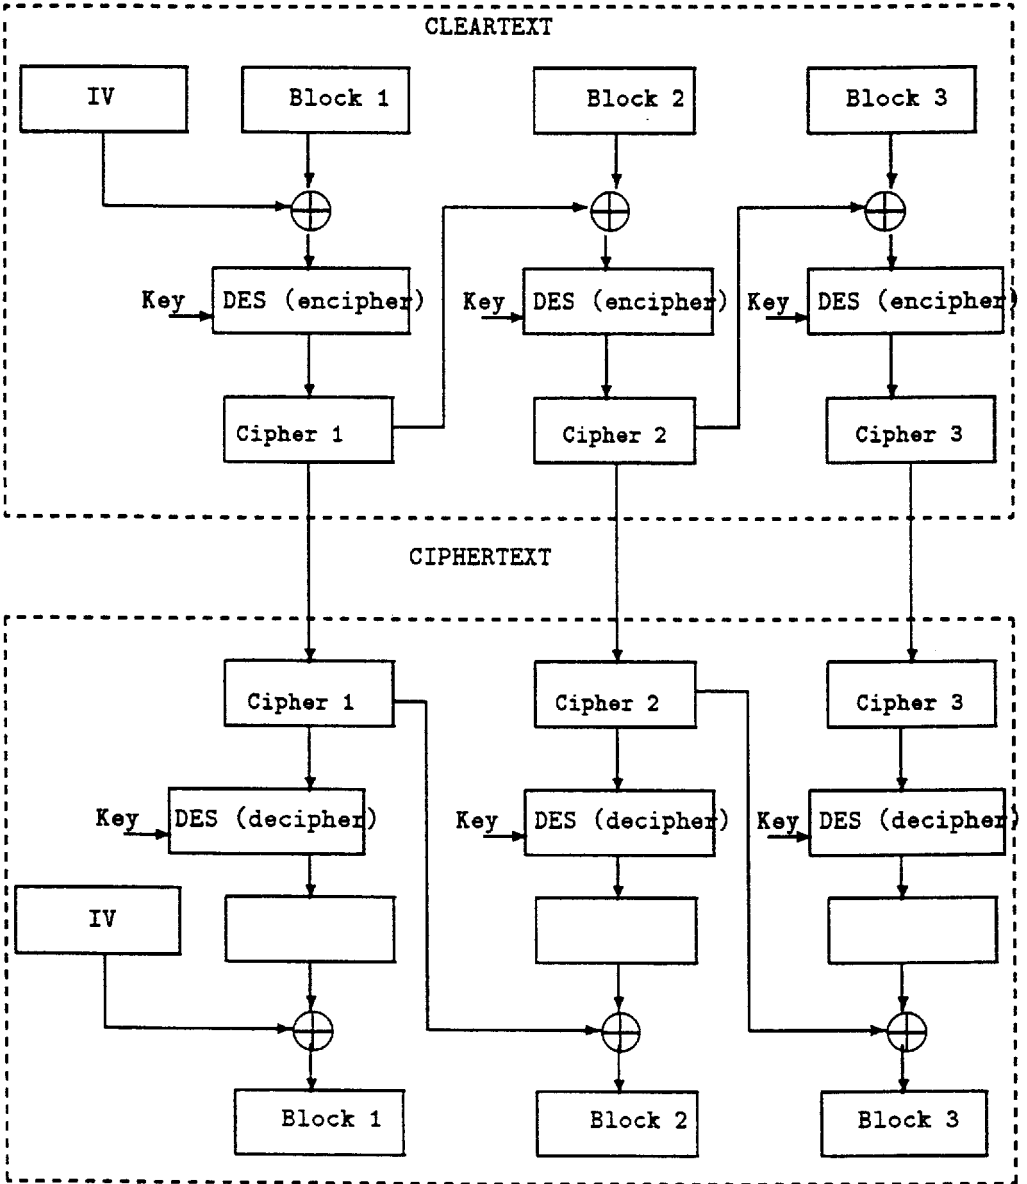 CLEARTEXT
IV
Block 1
Block 2
Block 3
Key
DES (encipher)
Key
DES (encipher)
Key
DES (encipher)
Cipher 1
Cipher 2
Cipher 3
CIPHERTEXT
Cipher 1
Cipher 2
Cipher 3
Key
DES (decipher)
Key
DES (decipher)
Key
DES (decipher)
IV
Block 1
Block 2
Block 3